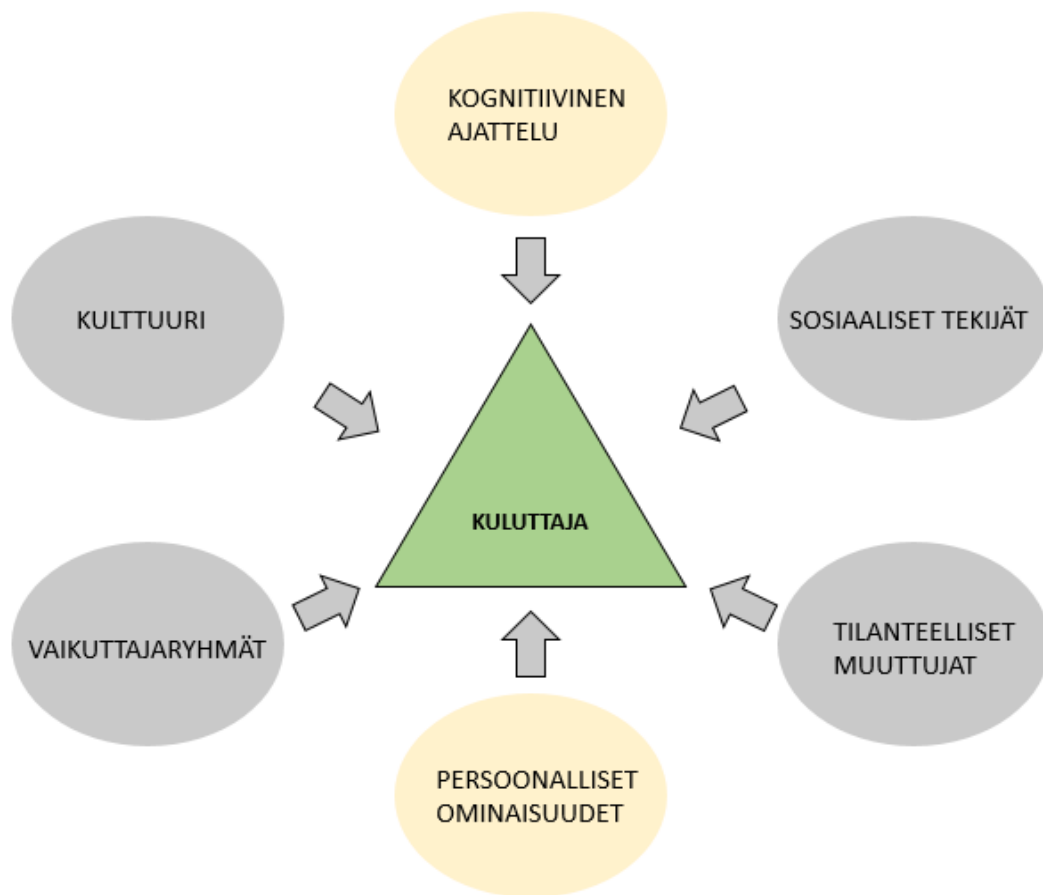 KOGNITIIVINEN
AJATTELU
KULTTUURI
SOSIAALISET TEKIJÄT
KULUTTAJA
VAIKUTTAJARYHMÄT
TILANTEELLISET
MUUTTUJAT
PERSOONALLISET
OMINAISUUDET